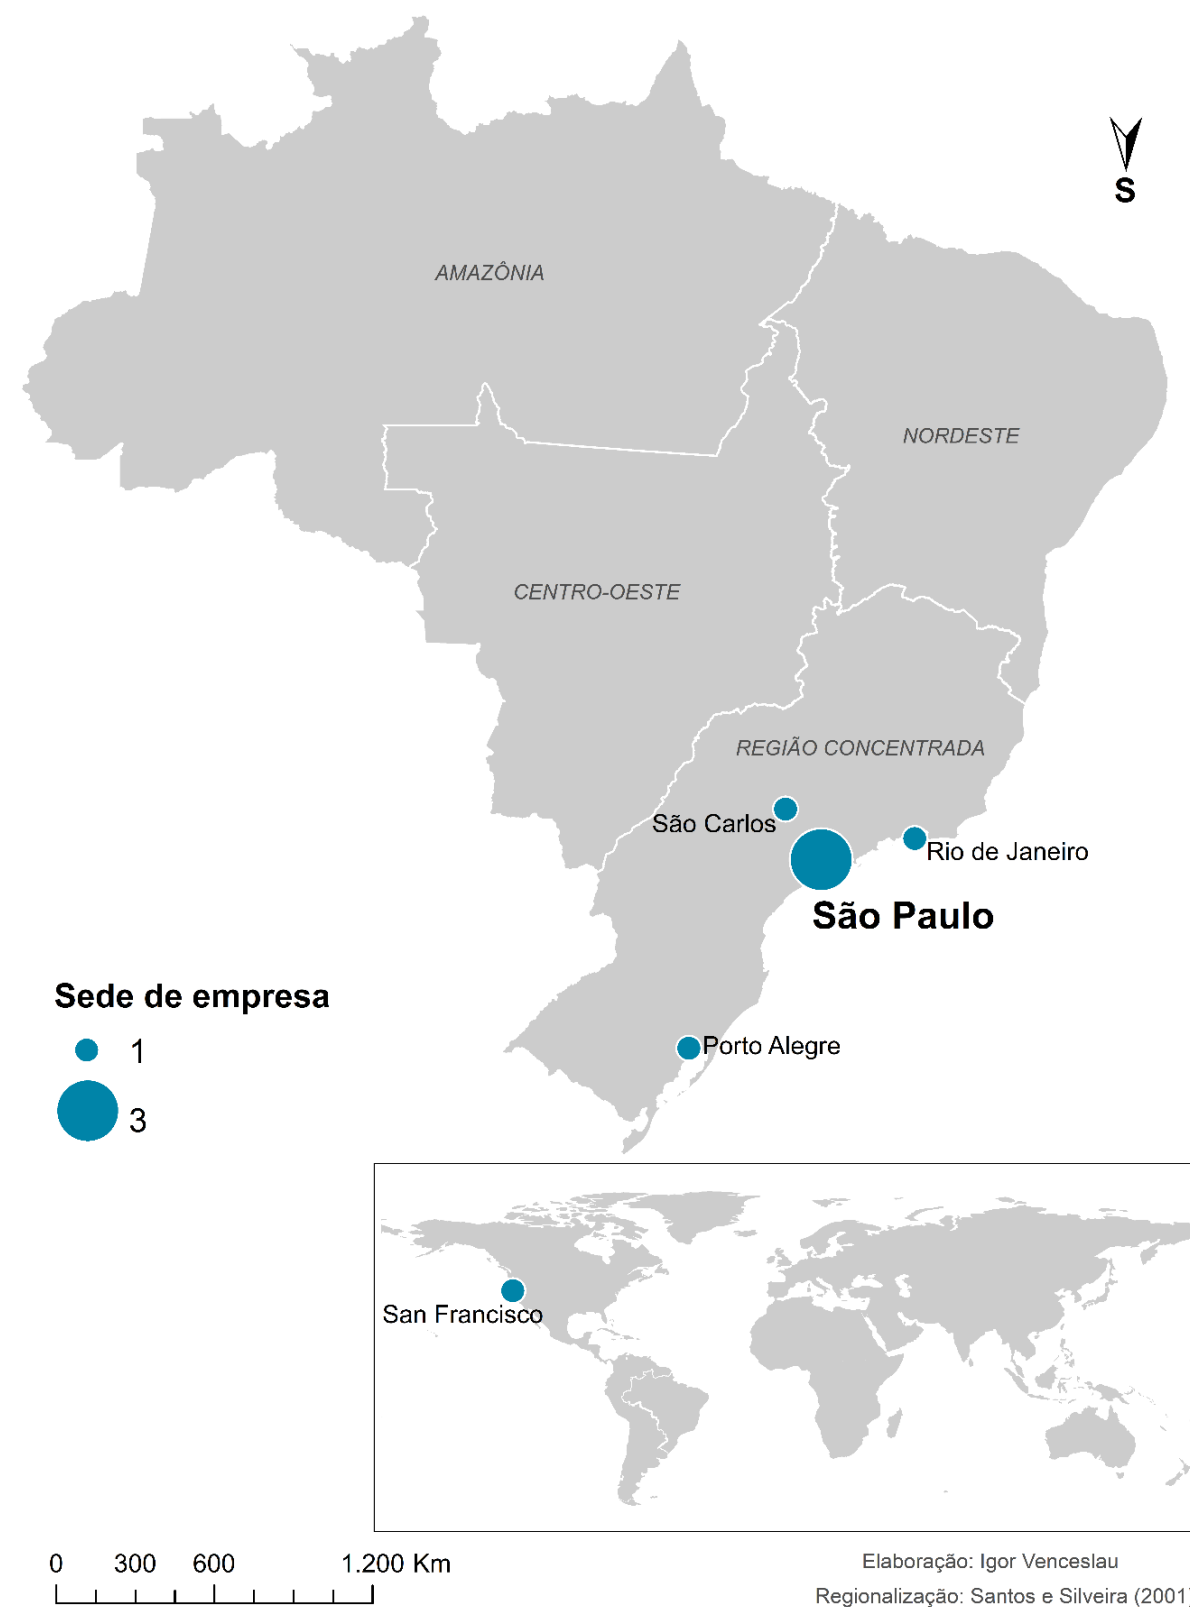 S
AMAZÔNIA
NORDESTE
CENTRO-OESTE
REGIÃO CONCENTRADA
São Carlos
Rio de Janeiro
São Paulo
Sede de empresa
1
Porto Alegre
3
San Francisco
0 300 600 1.200 Km
Elaboração: Igor Venceslau
Regionalização: Santos e Silveira (2001)